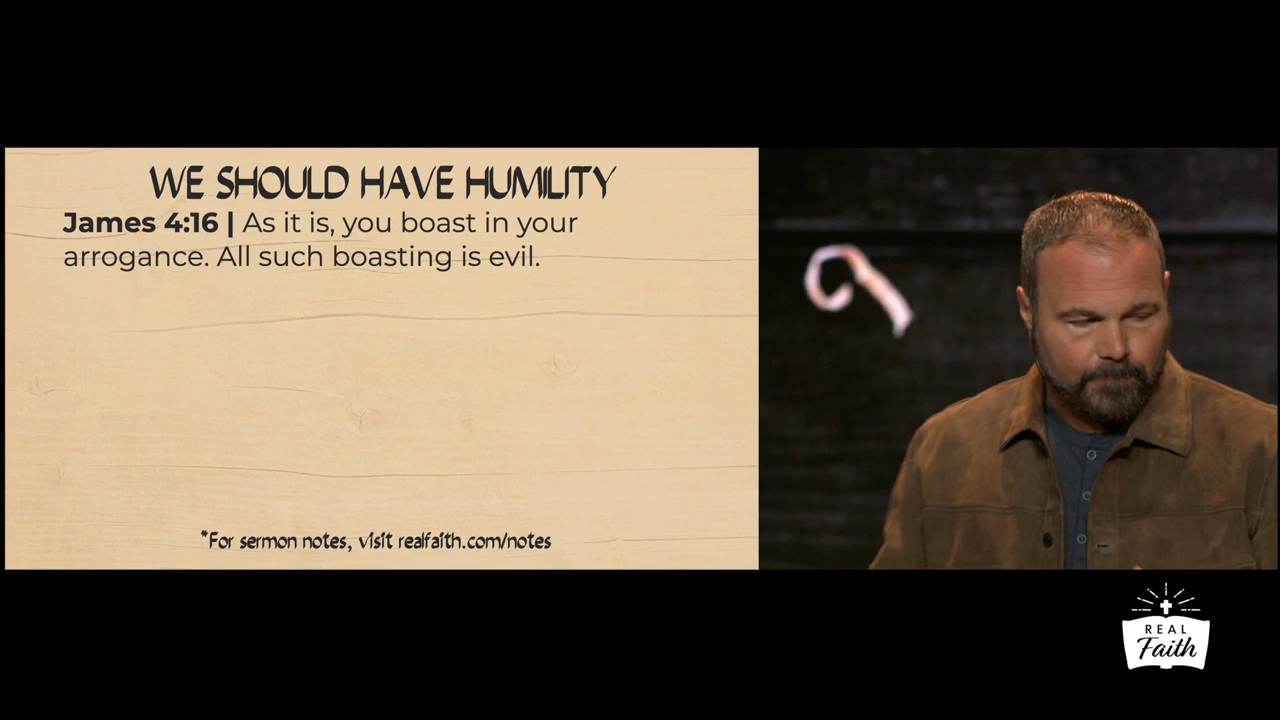 WE SHOULD HAVE HUMILITY
James 4:16 | As it is, you boast in your
arrogance. All such boasting is evil.
*For sermon notes, visit realfaith.com/notes
REAL
Faith